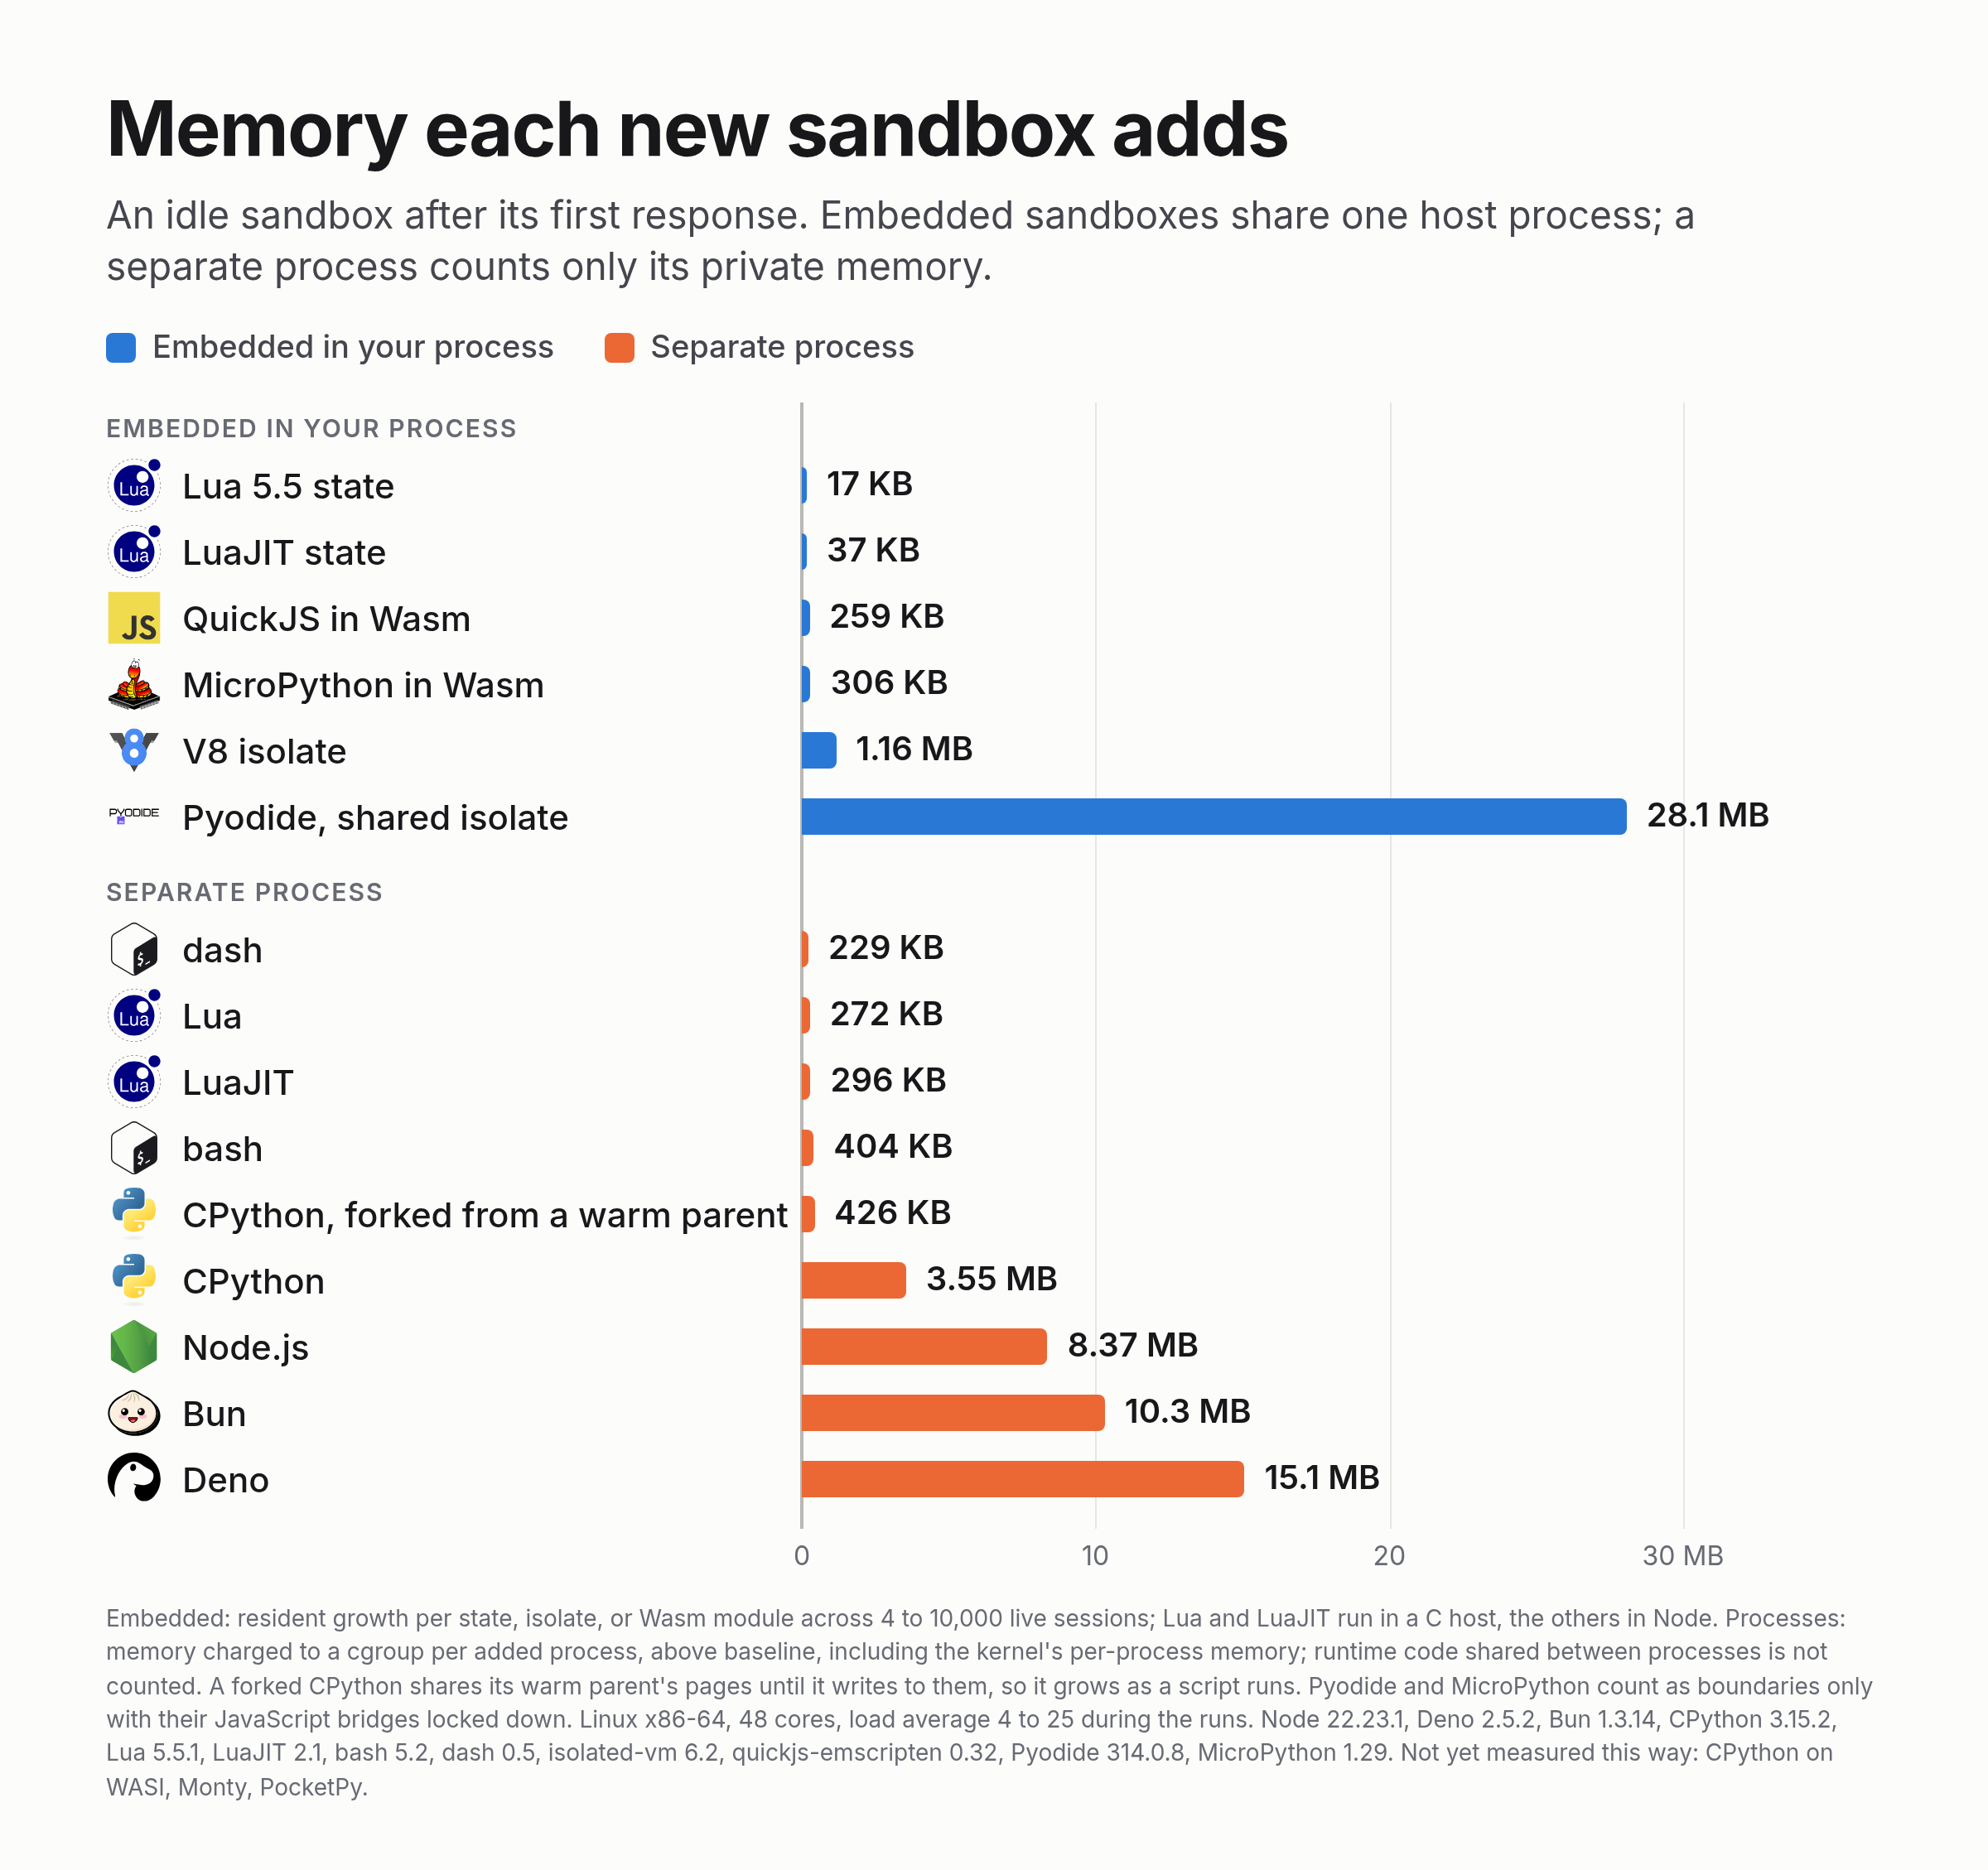 Memory each new sandbox adds
An idle sandbox after its first response. Embedded sandboxes share one host process; a
separate process counts only its private memory.
Embedded in your process
Separate process
EMBEDDED IN YOUR PROCESS
Lua Lua 5.5 state 17 KB
Lua LuaJIT state 37 KB
JS QuickJS in Wasm 259 KB
MicroPython in Wasm 306 KB
8 V8 isolate 1.16 MB
PYODIDE Pyodide, shared isolate 28.1 MB
SEPARATE PROCESS
$_ dash 229 KB
Lua Lua 272 KB
Lua LuaJIT 296 KB
$_ bash 404 KB
CPython, forked from a warm parent 426 KB
CPython 3.55 MB
Node.js 8.37 MB
Bun 10.3 MB
Deno 15.1 MB
0 10 20 30 MB
Embedded: resident growth per state, isolate, or Wasm module across 4 to 10,000 live sessions; Lua and LuaJIT run in a C host, the others in Node. Processes:
memory charged to a cgroup per added process, above baseline, including the kernel's per-process memory; runtime code shared between processes is not
counted. A forked CPython shares its warm parent's pages until it writes to them, so it grows as a script runs. Pyodide and MicroPython count as boundaries only
with their JavaScript bridges locked down. Linux x86-64, 48 cores, load average 4 to 25 during the runs. Node 22.23.1, Deno 2.5.2, Bun 1.3.14, CPython 3.15.2,
Lua 5.5.1, LuaJIT 2.1, bash 5.2, dash 0.5, isolated-vm 6.2, quickjs-emscripten 0.32, Pyodide 314.0.8, MicroPython 1.29. Not yet measured this way: CPython on
WASI, Monty, PocketPy.